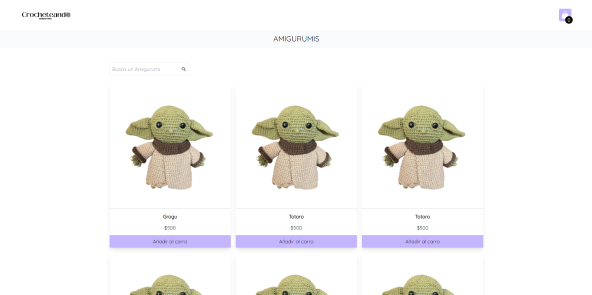 Crocheteando
0
AMIGURUMIS
Busca un Amigurumi
Grogu
Totoro
Totoro
$500
$500
$500
Añadir al carro
Añadir al carro
Añadir al carro